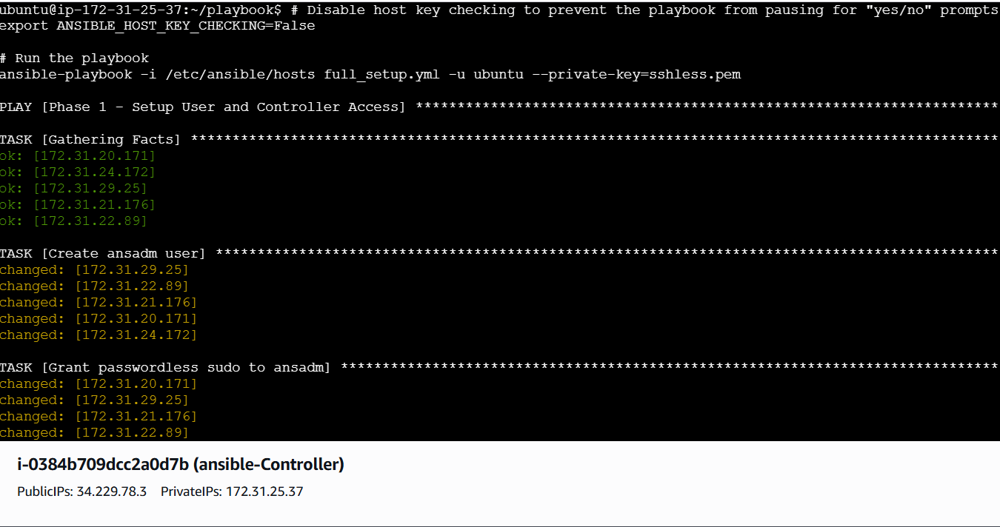 ubuntu@ip-172-31-25-37:~/playbook$ # Disable host key checking to prevent the playbook from pausing for "yes/no" prompts
export ANSIBLE_HOST_KEY_CHECKING=False
# Run the playbook
ansible-playbook -i /etc/ansible/hosts full_setup.yml -u ubuntu --private-key=sshless.pem
PLAY [Phase 1 - Setup User and Controller Access] **********************************************************************
TASK [Gathering Facts] *************************************************************************************************
ok: [172.31.20.171]
ok: [172.31.24.172]
ok: [172.31.29.25]
ok: [172.31.21.176]
ok: [172.31.22.89]
TASK [Create ansadm user] **********************************************************************************************
changed: [172.31.29.25]
changed: [172.31.22.89]
changed: [172.31.21.176]
changed: [172.31.20.171]
changed: [172.31.24.172]
TASK [Grant passwordless sudo to ansadm] *******************************************************************************
changed: [172.31.20.171]
changed: [172.31.29.25]
changed: [172.31.21.176]
changed: [172.31.22.89]
i-0384b709dcc2a0d7b (ansible-Controller)
PublicIPs: 34.229.78.3 PrivateIPs: 172.31.25.37